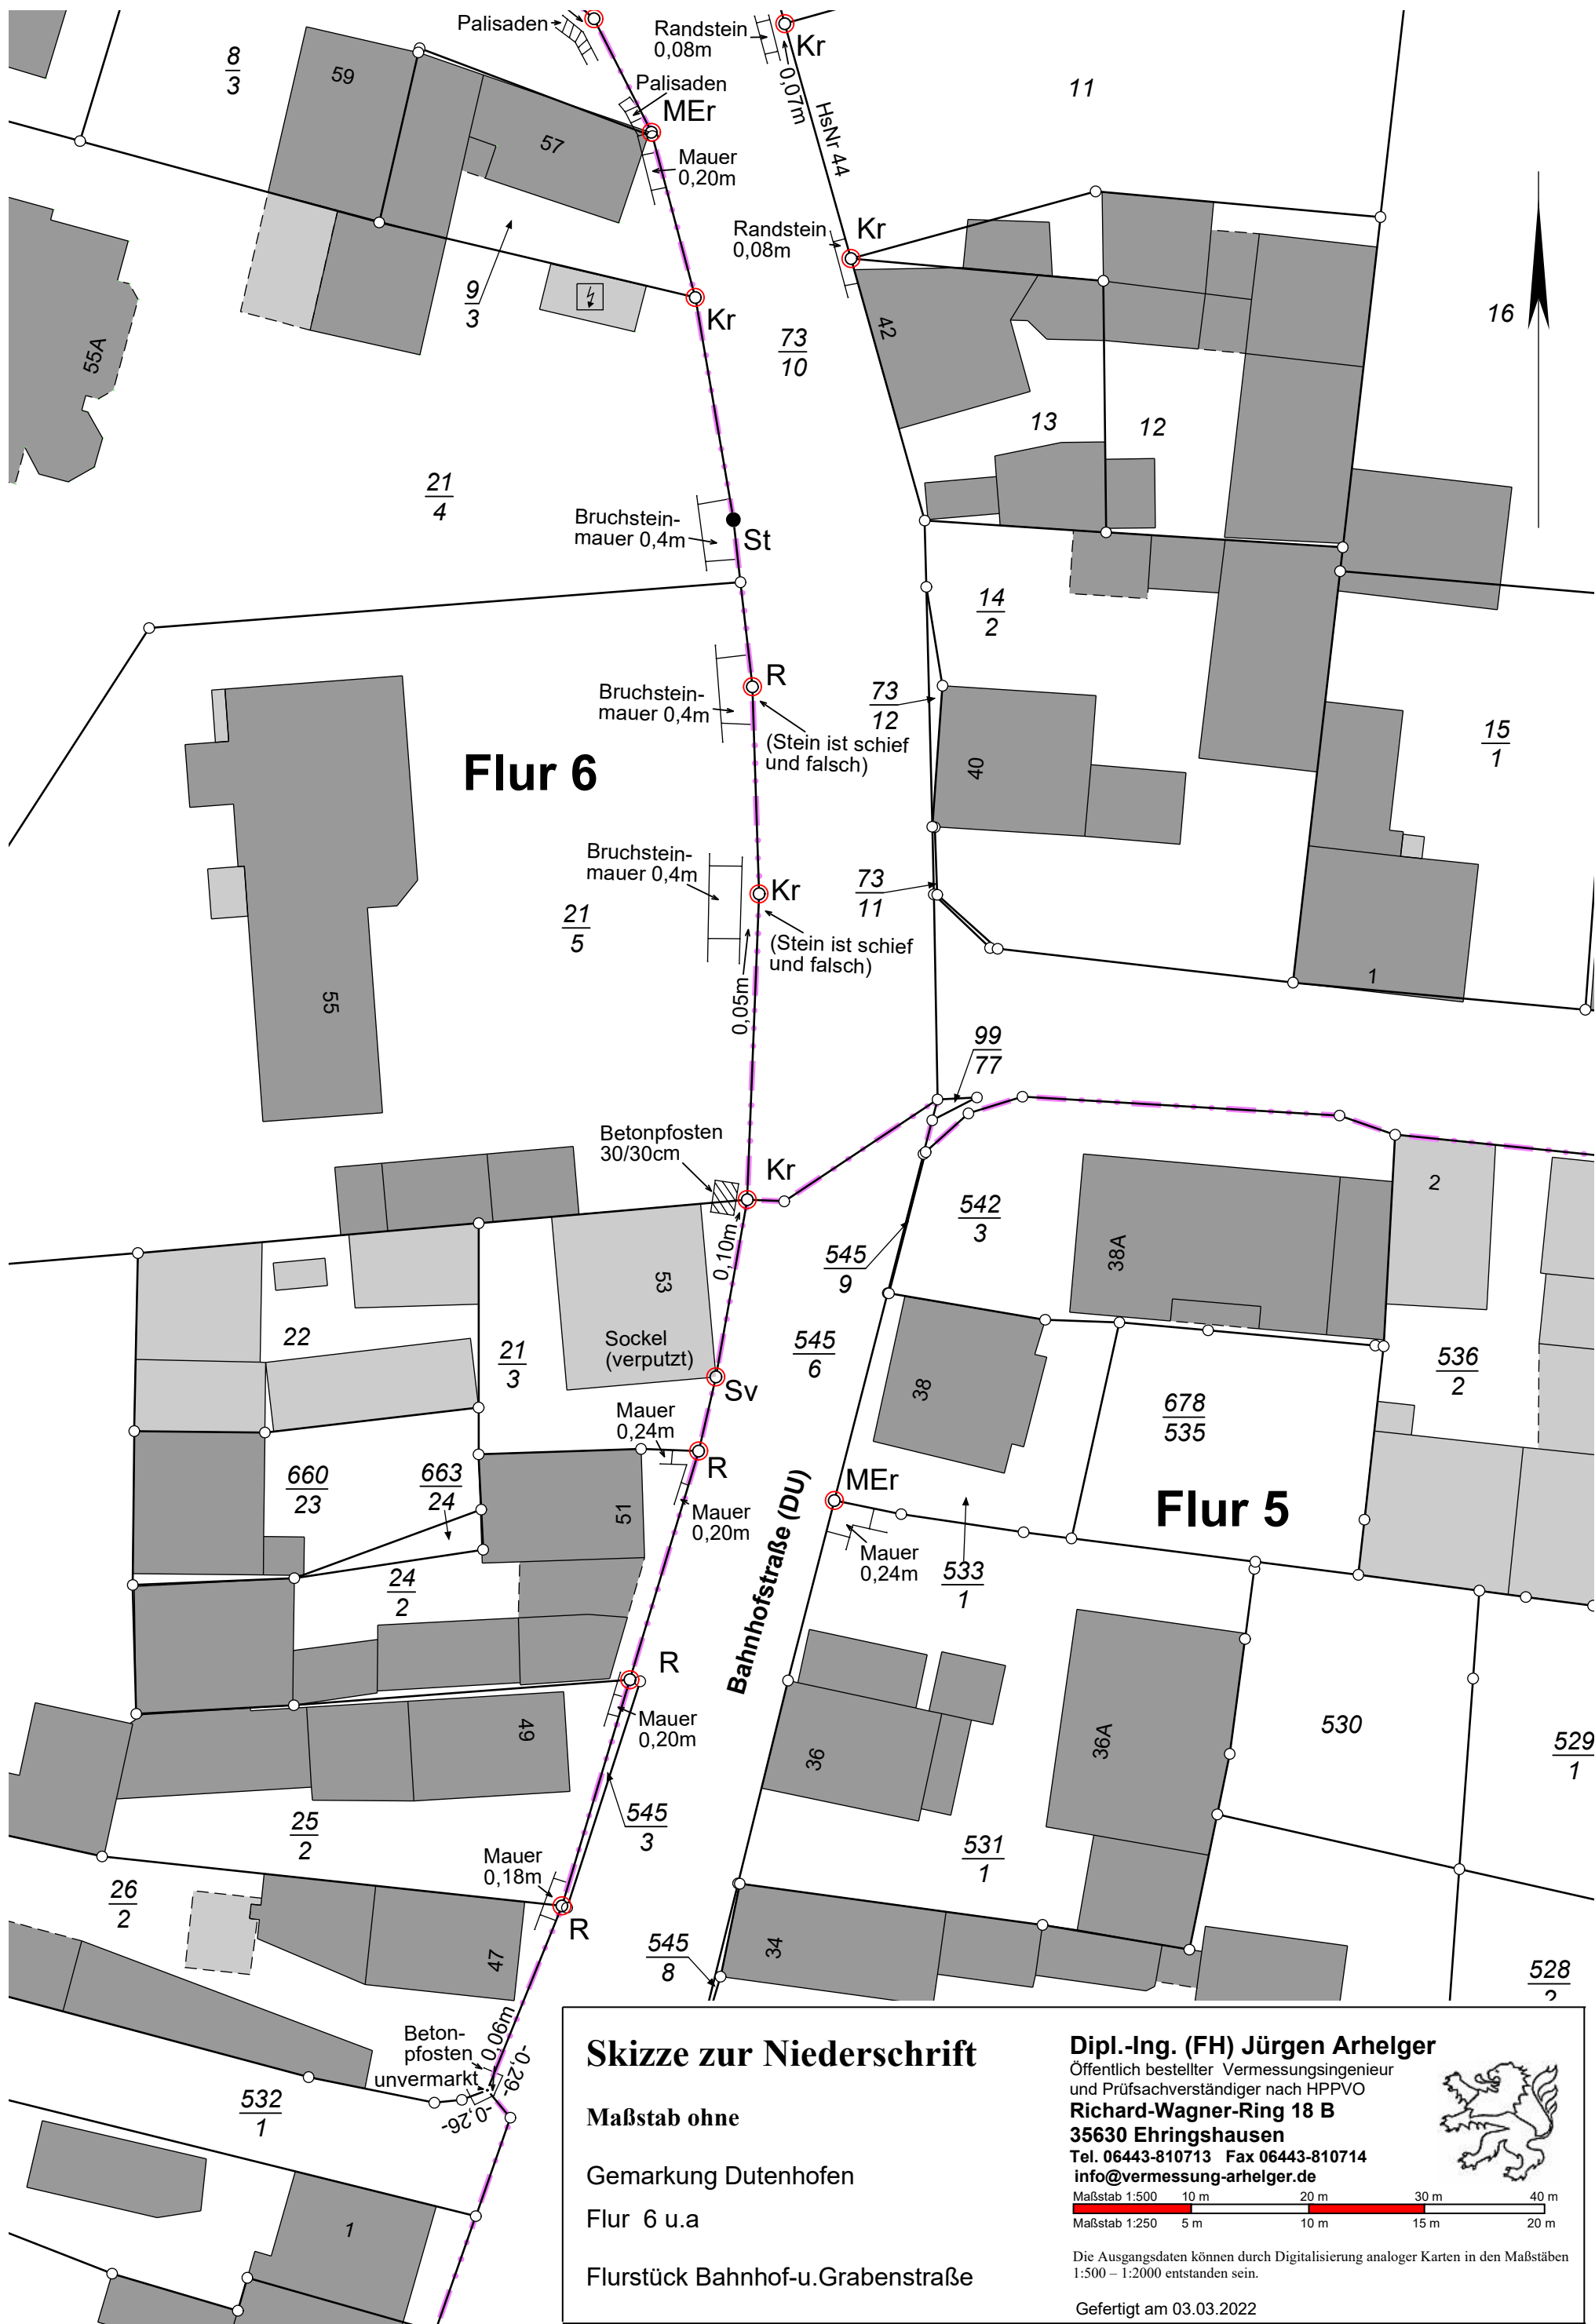 Palisaden
Randstein
0,08m
Kr
8
3
59
Palisaden
11
MEr
0,07m
HsNr 44
57
Mauer
0,20m
Randstein
0,08m
Kr
9
3
Kr
42
16
73
10
55A
13
12
21
4
Bruchstein-
mauer 0,4m
St
14
2
R
Bruchstein-
mauer 0,4m
73
12
(Stein ist schief
und falsch)
15
1
Flur 6
40
Bruchstein-
mauer 0,4m
Kr
73
11
21
5
(Stein ist schief
und falsch)
1
55
0,05m
99
77
Betonpfosten
30/30cm
Kr
2
542
3
0,10m
38A
545
9
53
22
Sockel
(verputzt)
21
3
545
6
536
2
Sv
38
678
535
Mauer
0,24m
R
660
23
663
24
MEr
Flur 5
51
Mauer
0,20m
Mauer
0,24m
533
1
24
2
Bahnhofstraße (DU)
R
Mauer
0,20m
49
530
36A
529
1
36
545
3
25
2
531
1
Mauer
0,18m
26
2
R
47
34
545
8
528
2
Beton-
pfosten
unvermarkt
0,06m
-0,29-
-0,26-
532
1
1
Skizze zur Niederschrift
Maßstab ohne
Gemarkung Dutenhofen
Flur 6 u.a
Flurstück Bahnhof-u.Grabenstraße
Dipl.-Ing. (FH) Jürgen Arhelger
Öffentlich bestellter Vermessungsingenieur
und Prüfsachverständiger nach HPPVO
Richard-Wagner-Ring 18 B
35630 Ehringshausen
Tel. 06443-810713 Fax 06443-810714
info@vermessung-arhelger.de
Maßstab 1:500 10 m 20 m 30 m 40 m
Maßstab 1:250 5 m 10 m 15 m 20 m
Die Ausgangsdaten können durch Digitalisierung analoger Karten in den Maßstäben
1:500 – 1:2000 entstanden sein.
Gefertigt am 03.03.2022